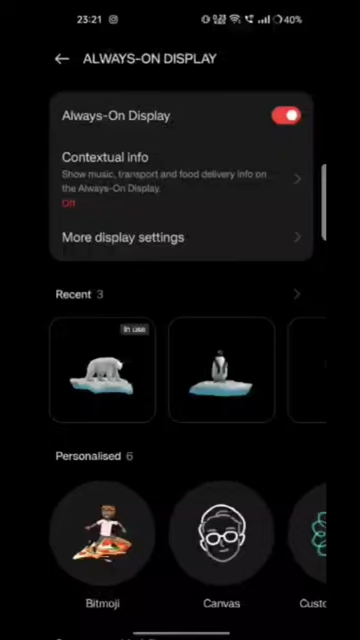 23:21
40%
ALWAYS-ON DISPLAY
Always-On Display
Contextual info
Show music, transport and food delivery info on
the Always-On Display.
Off
More display settings
Recent 3
In use
Personalised 6
Bitmoji
Canvas
Custo